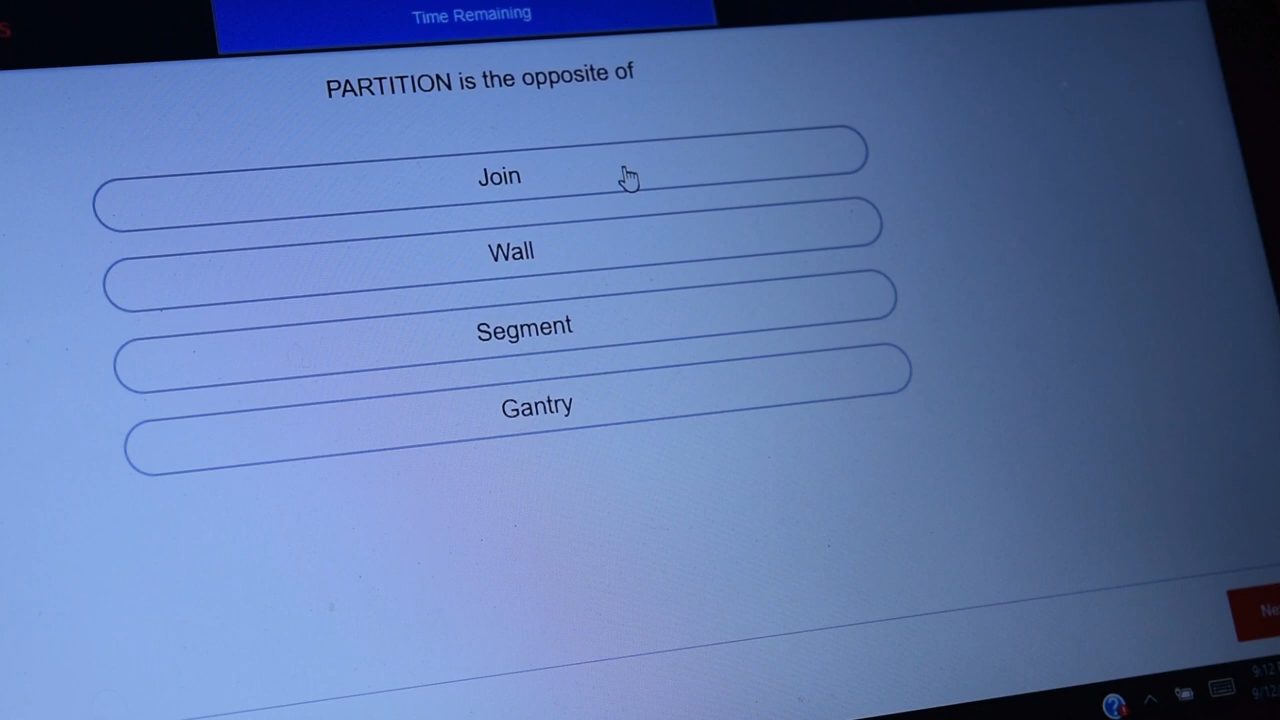 Time Remaining
PARTITION is the opposite of
Join
Wall
Segment
Gantry